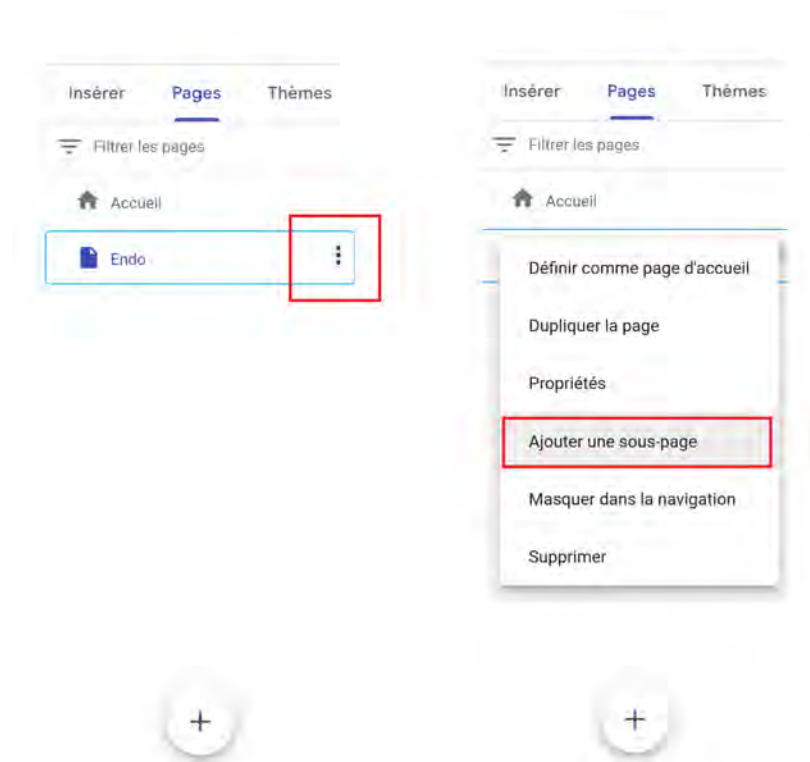 Insérer Pages Thèmes
Filtrer les pages
Accueil
Endo
Insérer Pages Thèmes
Filtrer les pages
Accueil
Définir comme page d'accueil
Dupliquer la page
Propriétés
Ajouter une sous-page
Masquer dans la navigation
Supprimer